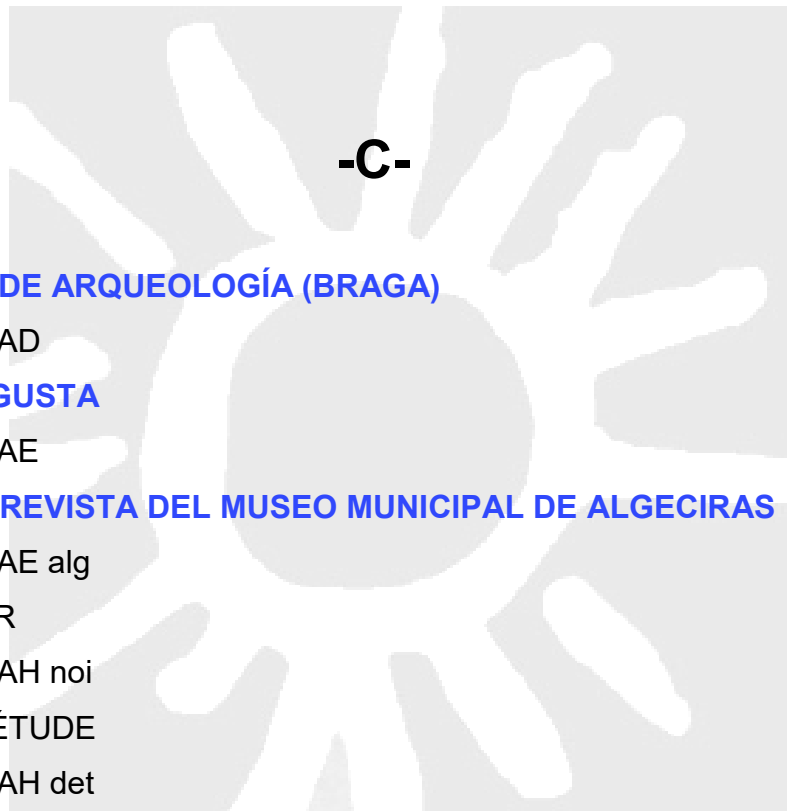 -C-
DE ARQUEOLOGÍA (BRAGA)
AD
GUSTA
AE
REVISTA DEL MUSEO MUNICIPAL DE ALGECIRAS
AE alg
R
AH noi
ÉTUDE
AH det